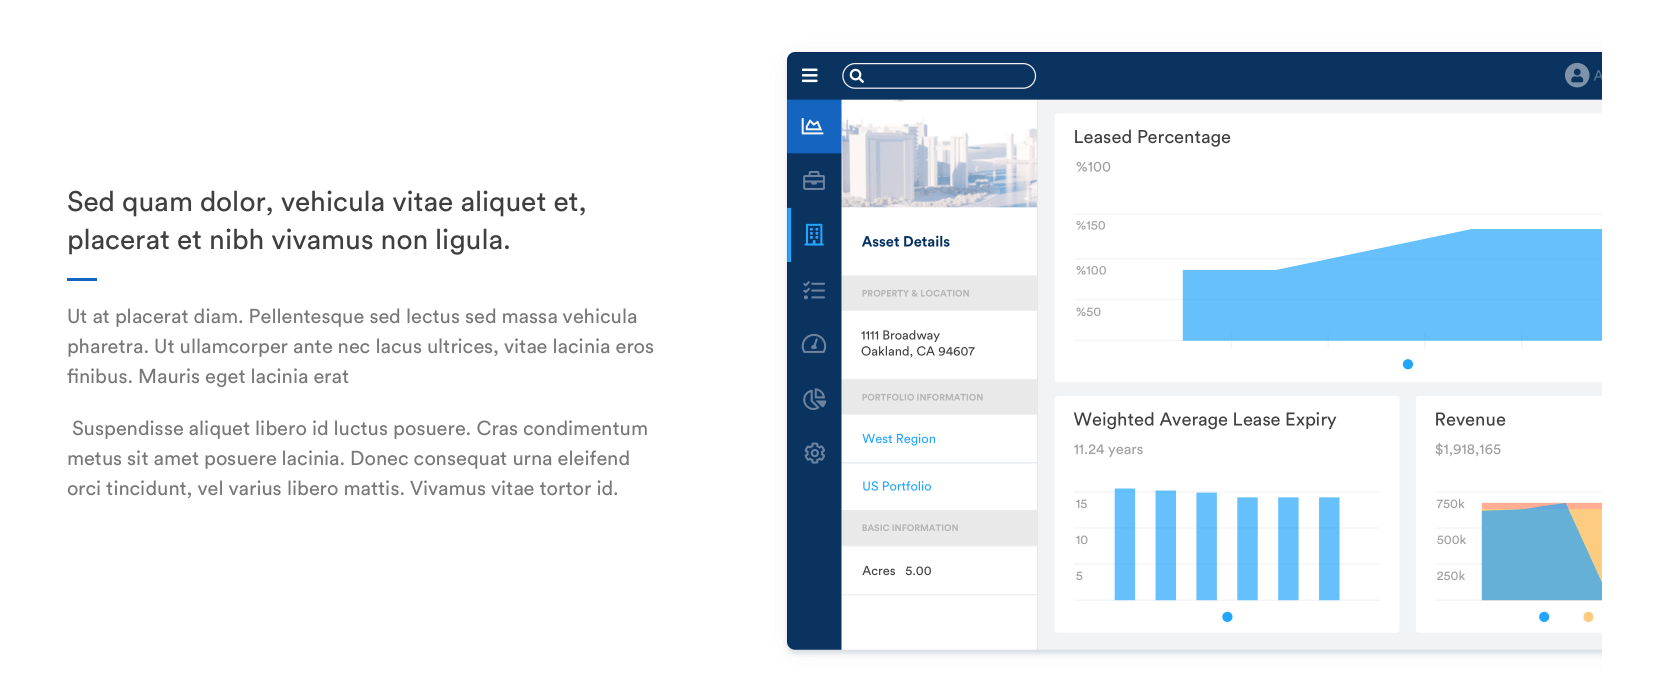 Sed quam dolor, vehicula vitae aliquet et,
placerat et nibh vivamus non ligula.
Ut at placerat diam. Pellentesque sed lectus sed massa vehicula
pharetra. Ut ullamcorper ante nec lacus ultrices, vitae lacinia eros
finibus. Mauris eget lacinia erat
Suspendisse aliquet libero id luctus posuere. Cras condimentum
metus sit amet posuere lacinia. Donec consequat urna eleifend
orci tincidunt, vel varius libero mattis. Vivamus vitae tortor id.
Asset Details
PROPERTY & LOCATION
1111 Broadway
Oakland, CA 94607
PORTFOLIO INFORMATION
West Region
US Portfolio
BASIC INFORMATION
Acres 5.00
Leased Percentage
%100
%150
%100
%50
Weighted Average Lease Expiry
11.24 years
15
10
5
Revenue
$1,918,165
750k
500k
250k